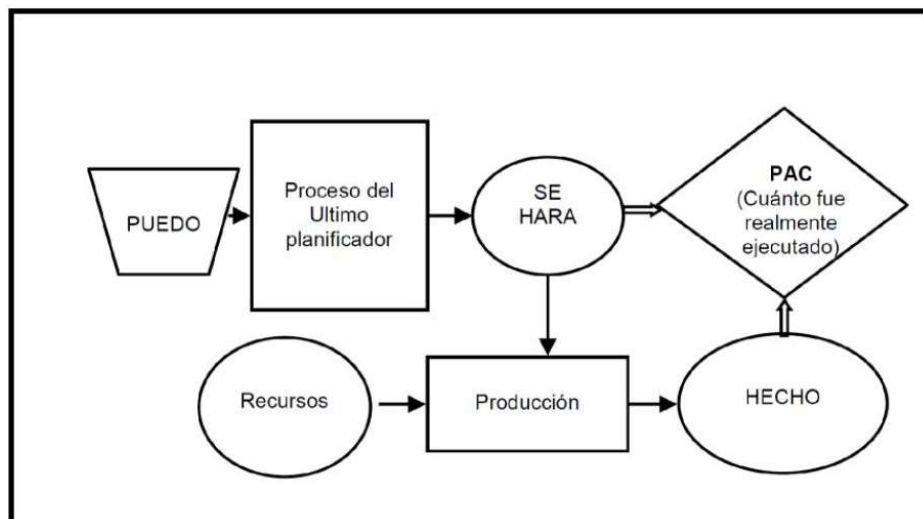 PUEDO
Proceso del
Ultimo
planificador
SE
HARA
PAC
(Cuánto fue
realmente
ejecutado)
Recursos
Producción
HECHO